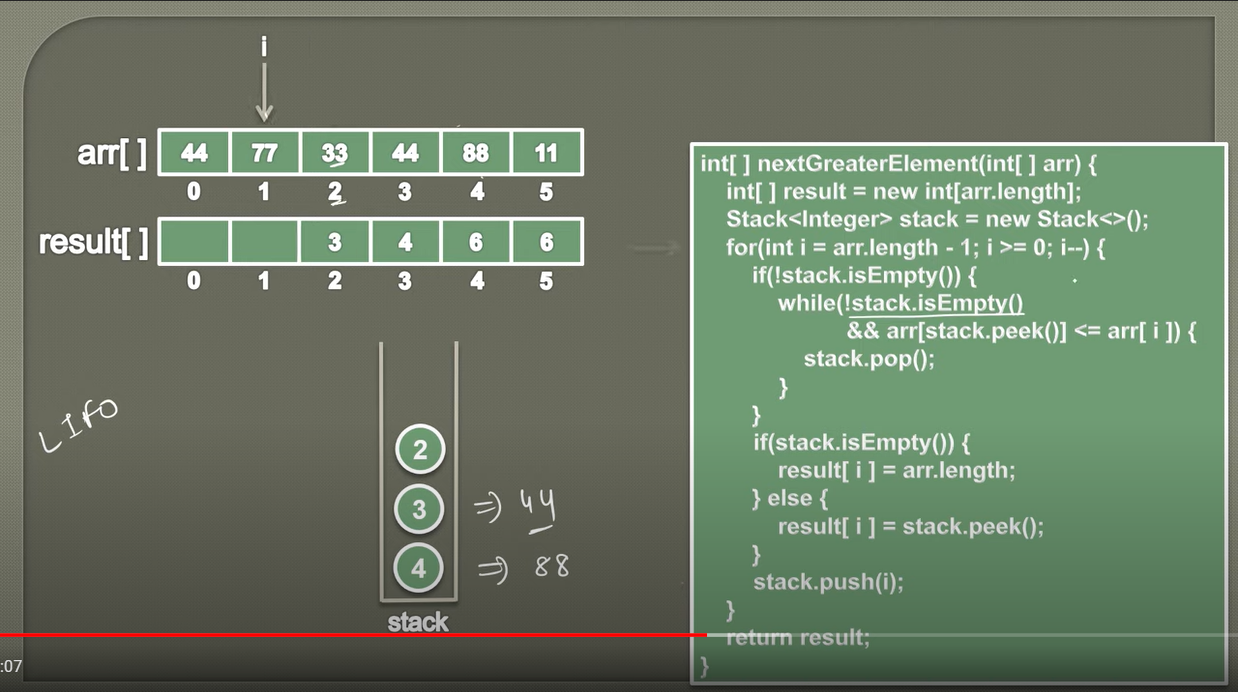 i
arr[ ] 44 77 33 44 88 11
0 1 2 3 4 5
result[ ] 3 4 6 6
0 1 2 3 4 5
LIFO
2
3 => 44
4 => 88
stack
int[ ] nextGreaterElement(int[ ] arr) {
int[ ] result = new int[arr.length];
Stack<Integer> stack = new Stack<>();
for(int i = arr.length - 1; i >= 0; i--) {
if(!stack.isEmpty()) {
while(!stack.isEmpty()
&& arr[stack.peek()] <= arr[ i ]) {
stack.pop();
}
}
if(stack.isEmpty()) {
result[ i ] = arr.length;
} else {
result[ i ] = stack.peek();
}
stack.push(i);
}
return result;
}
:07